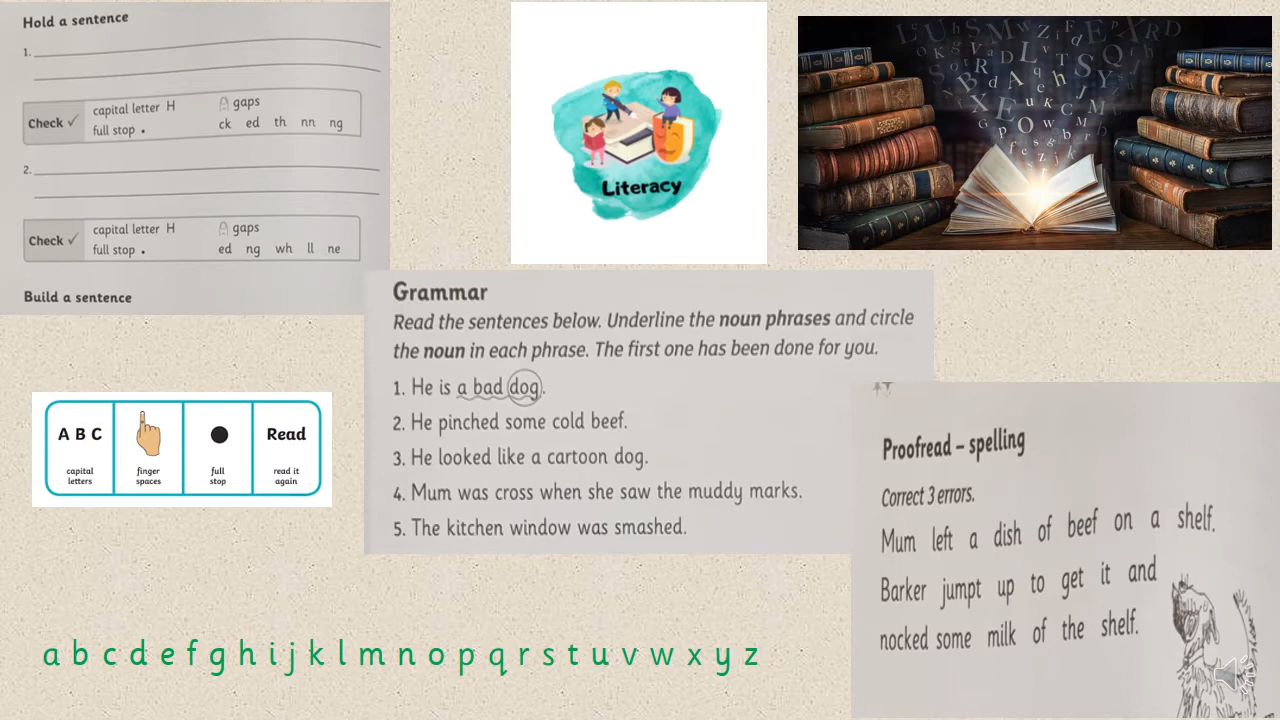 Hold a sentence
1.
Check ✓ capital letter H gaps
full stop . ck ed th nn ng
2.
Check ✓ capital letter H gaps
full stop . ed ng wh ll ne
Build a sentence
Literacy
Grammar
Read the sentences below. Underline the noun phrases and circle
the noun in each phrase. The first one has been done for you.
1. He is a bad dog.
2. He pinched some cold beef.
3. He looked like a cartoon dog.
4. Mum was cross when she saw the muddy marks.
5. The kitchen window was smashed.
A B C
capital
letters
finger
spaces
full
stop
Read
read it
again
Proofread – spelling
Correct 3 errors.
Mum left a dish of beef on a shelf.
Barker jumpt up to get it and
nocked some milk of the shelf.
a b c d e f g h i j k l m n o p q r s t u v w x y z